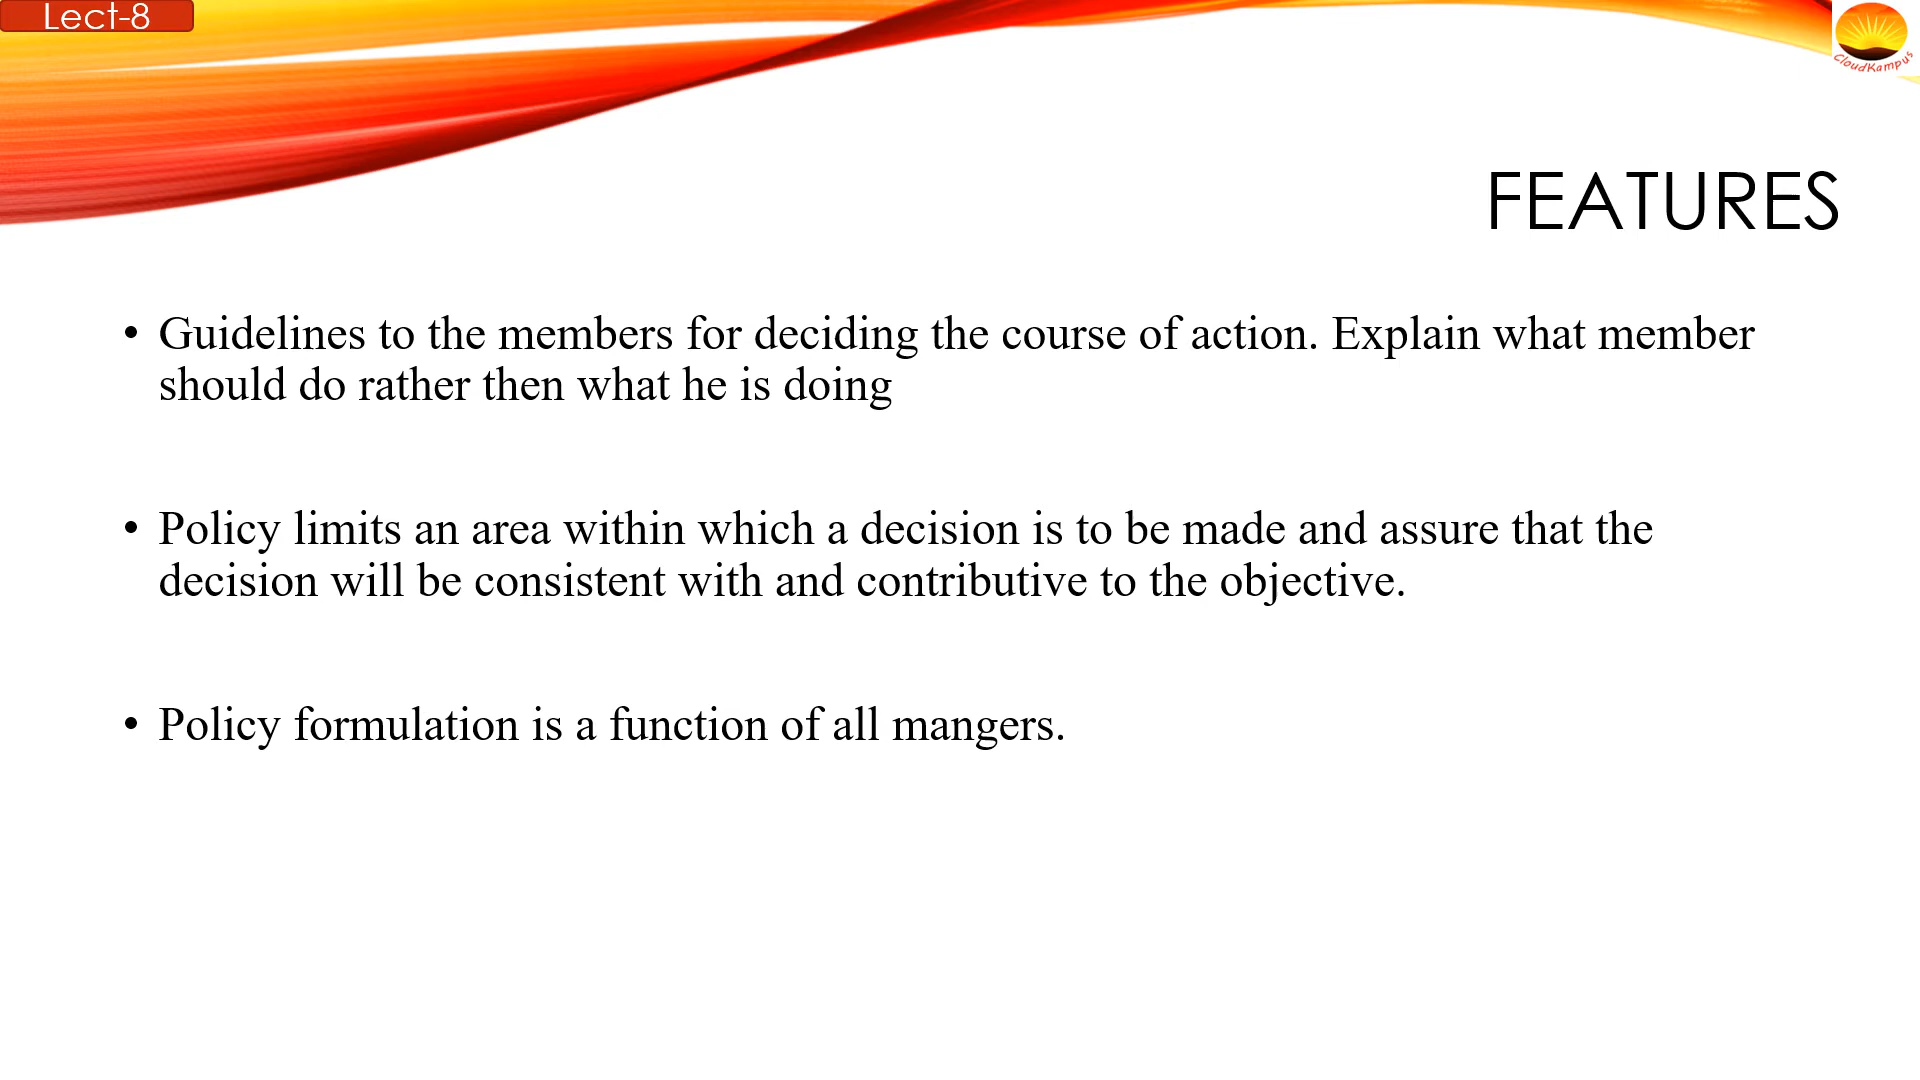 Lect-8
CloudKampus
FEATURES
• Guidelines to the members for deciding the course of action. Explain what member
should do rather then what he is doing
• Policy limits an area within which a decision is to be made and assure that the
decision will be consistent with and contributive to the objective.
• Policy formulation is a function of all mangers.